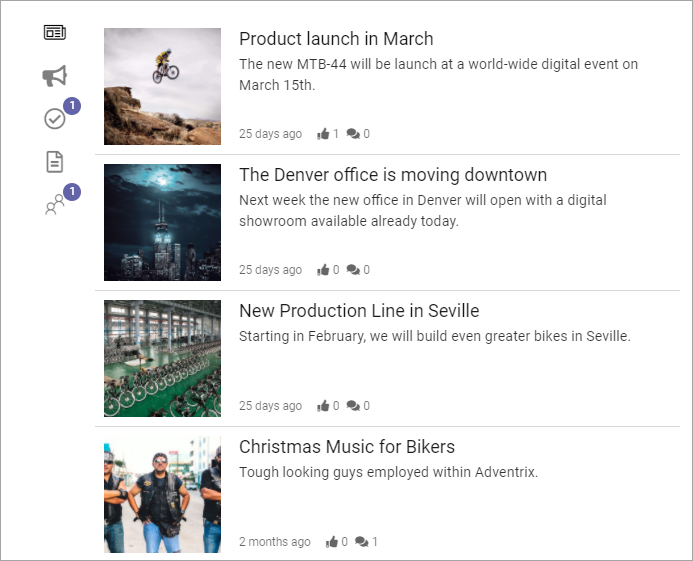 1
1
Product launch in March
The new MTB-44 will be launch at a world-wide digital event on
March 15th.
25 days ago 1 0
The Denver office is moving downtown
Next week the new office in Denver will open with a digital
showroom available already today.
25 days ago 0 0
New Production Line in Seville
Starting in February, we will build even greater bikes in Seville.
25 days ago 0 0
Christmas Music for Bikers
Tough looking guys employed within Adventrix.
2 months ago 0 1